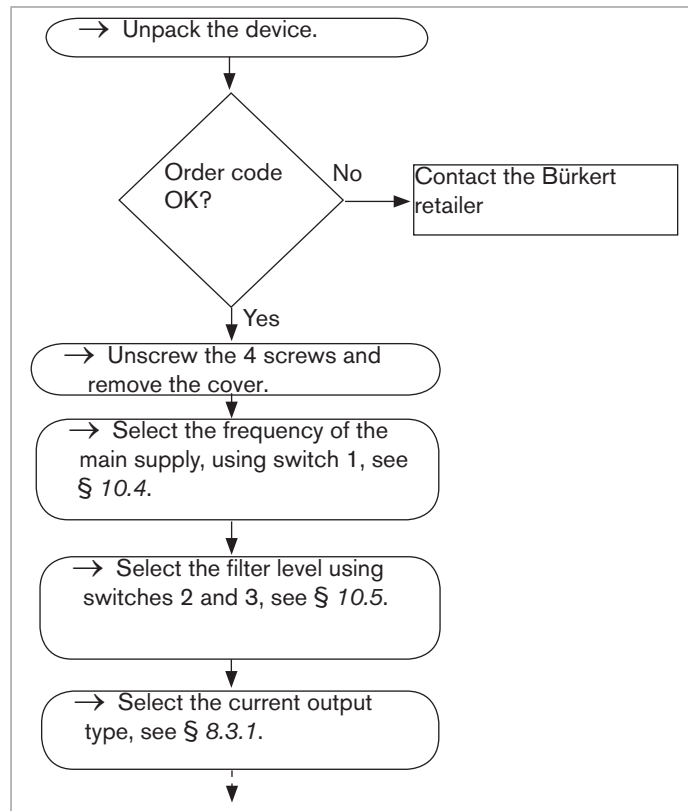 → Unpack the device.
Order code
OK?
No
Contact the Bürkert
retailer
Yes
→ Unscrew the 4 screws and
remove the cover.
→ Select the frequency of the
main supply, using switch 1, see
§ 10.4.
→ Select the filter level using
switches 2 and 3, see § 10.5.
→ Select the current output
type, see § 8.3.1.